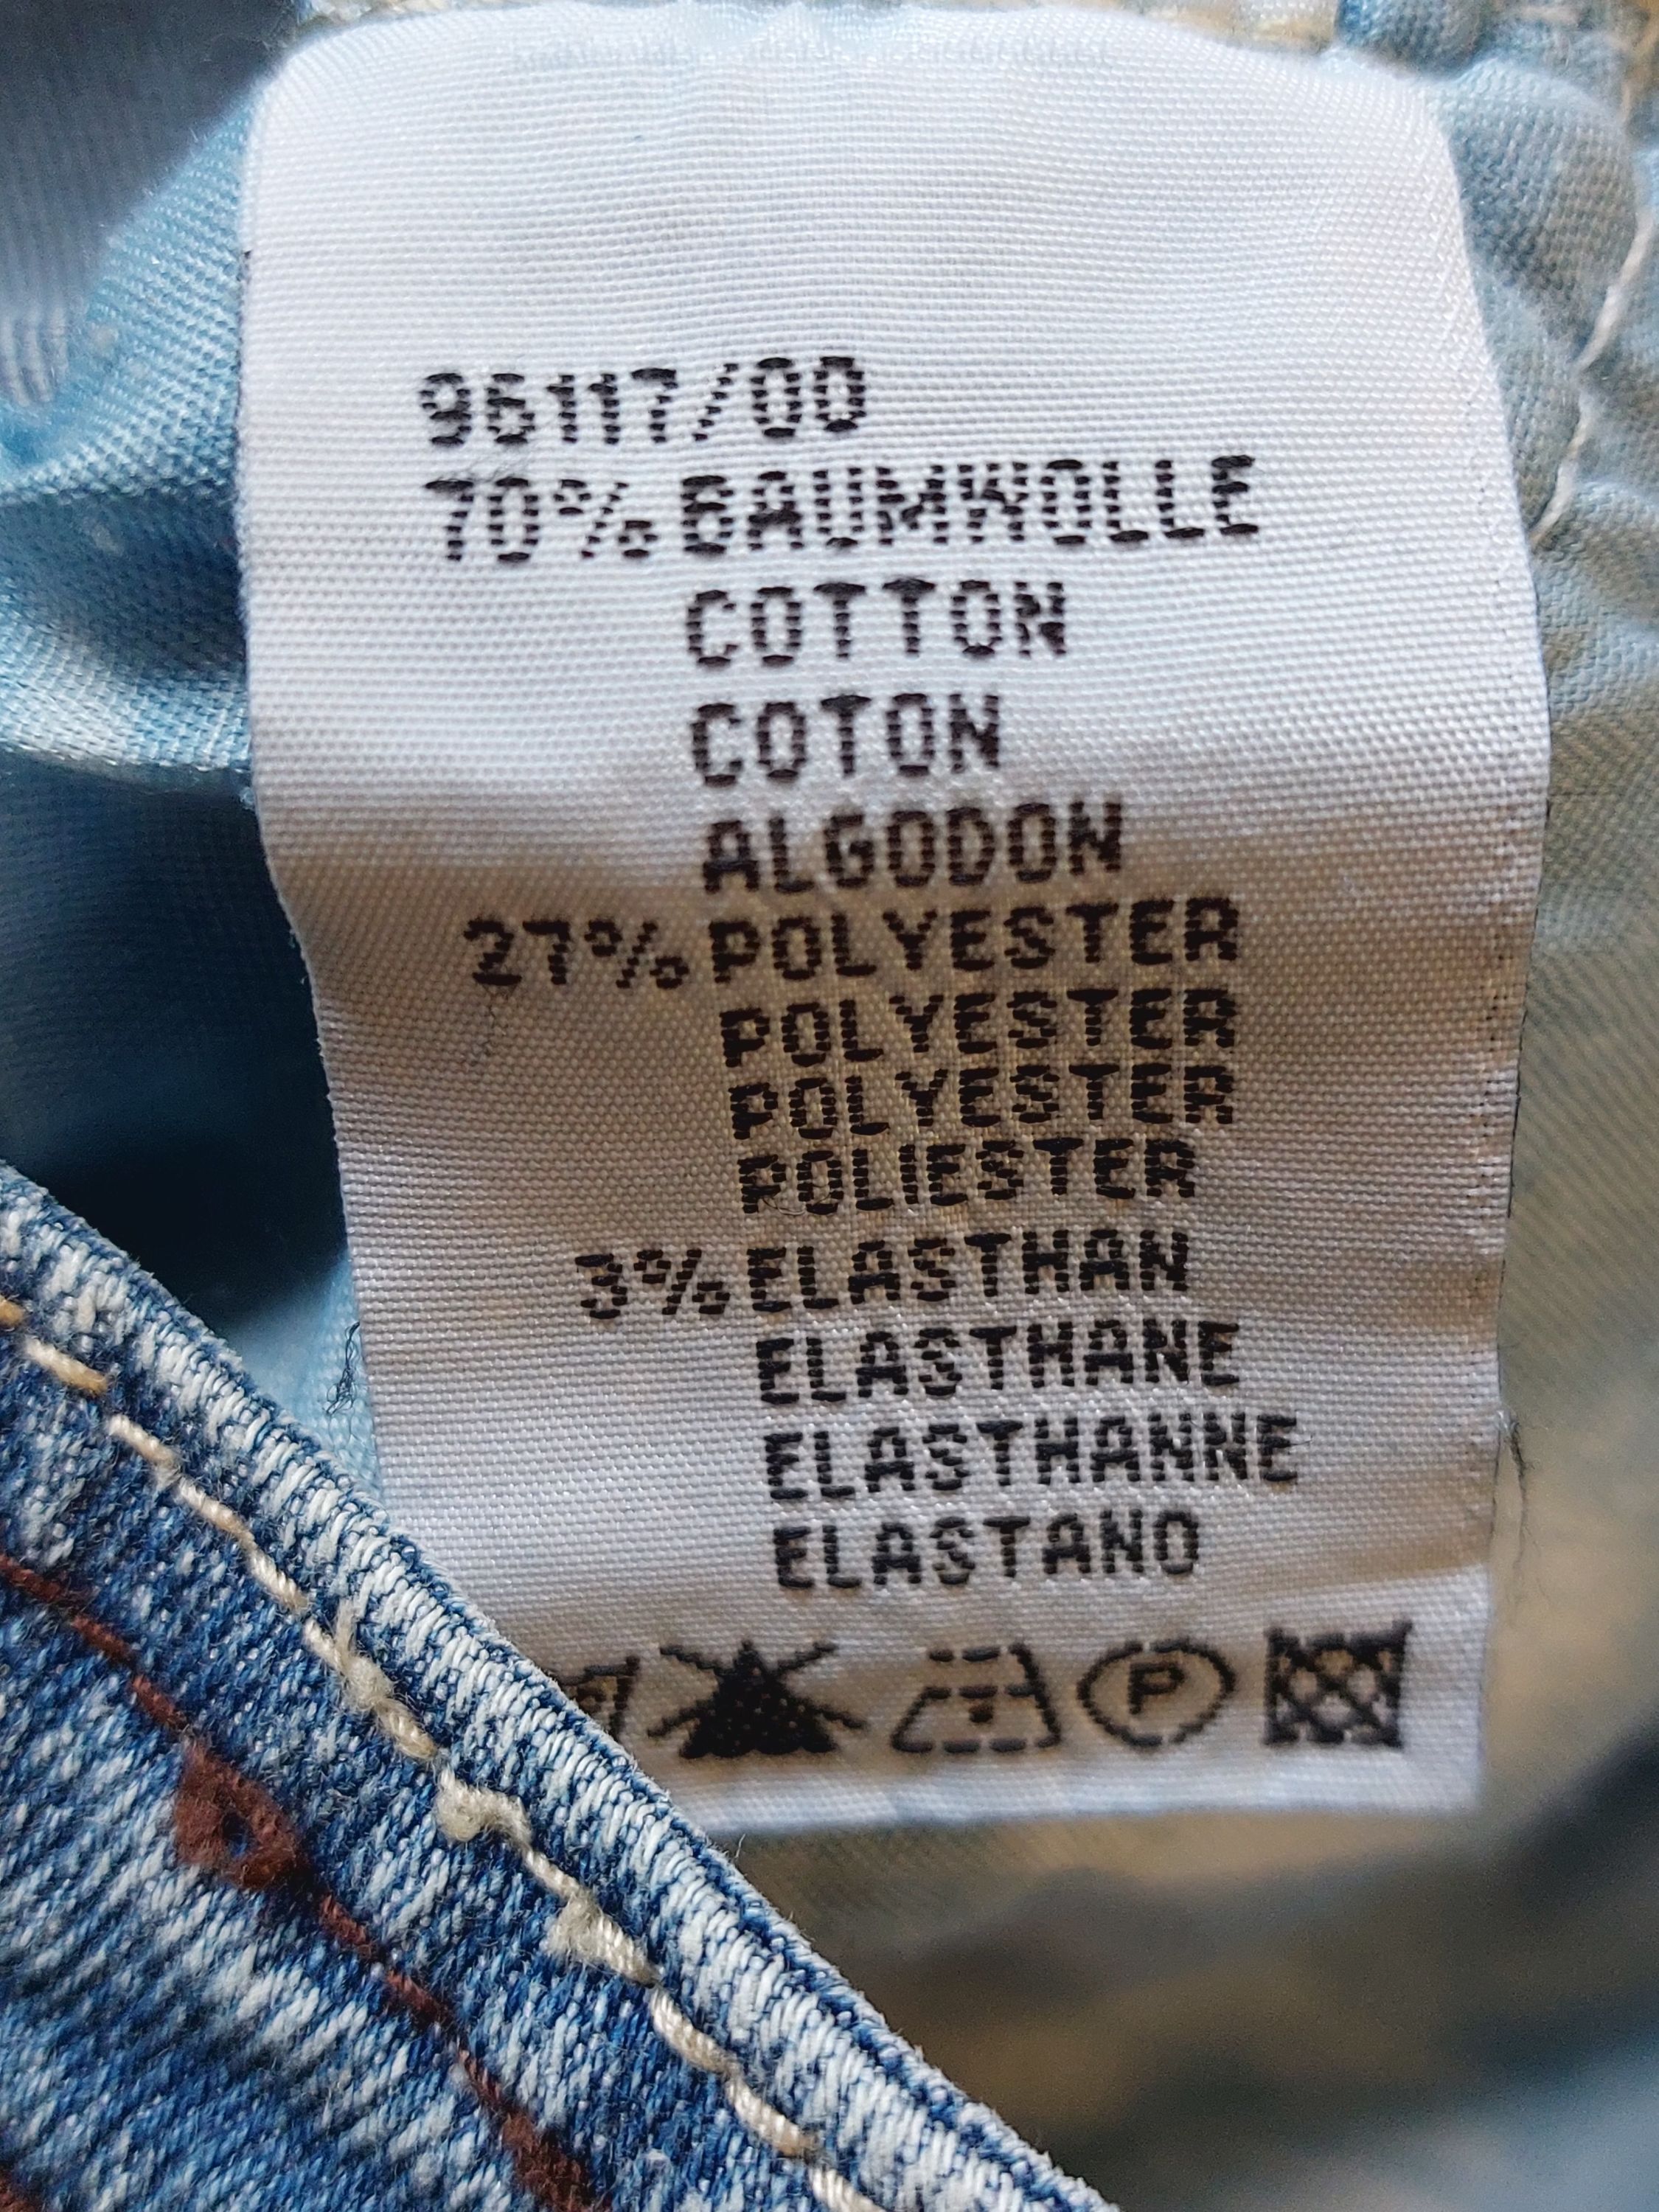 96117/00
70% BAUMWOLLE
COTTON
COTON
ALGODON
27% POLYESTER
POLYESTER
POLYESTER
POLIESTER
3% ELASTHAN
ELASTHANE
ELASTHANNE
ELASTANO
P